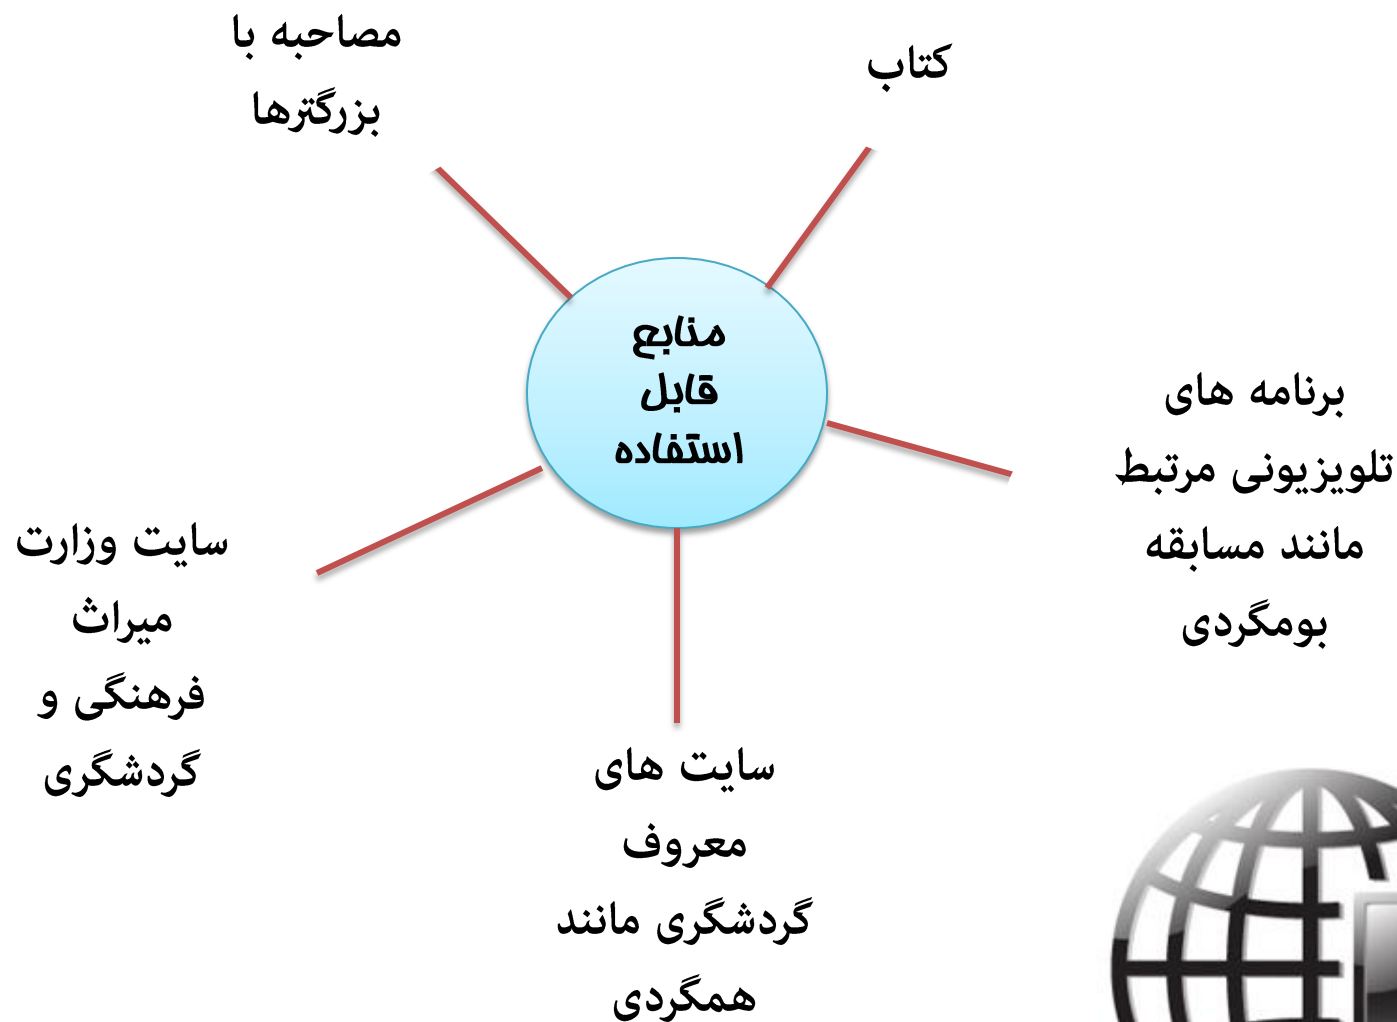 مصاحبه با
بزرگترها
کتاب
منابع
قابل
استفاده
برنامه های
تلویزیونی مرتبط
مانند مسابقه
بومگردی
سایت وزارت
میراث
فرهنگی و
گردشگری
سایت های
معروف
گردشگری مانند
همگردی